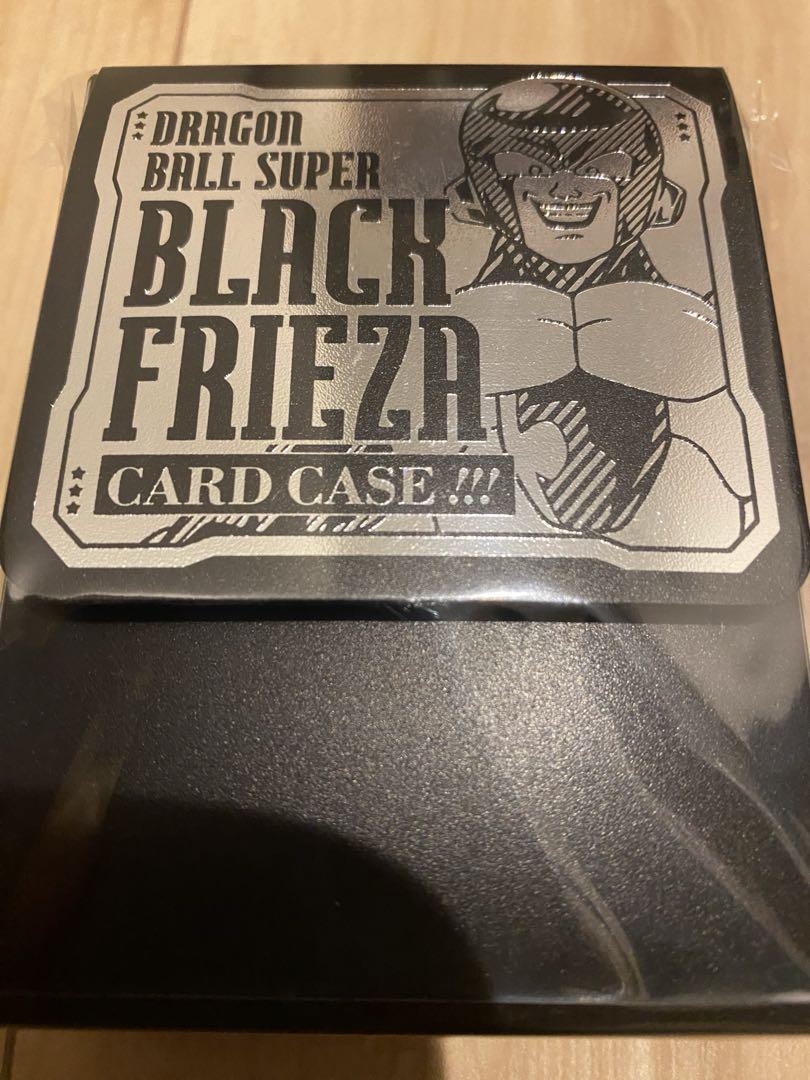 DRAGON
BALL SUPER
BLACK
FRIEZA
CARD CASE !!!